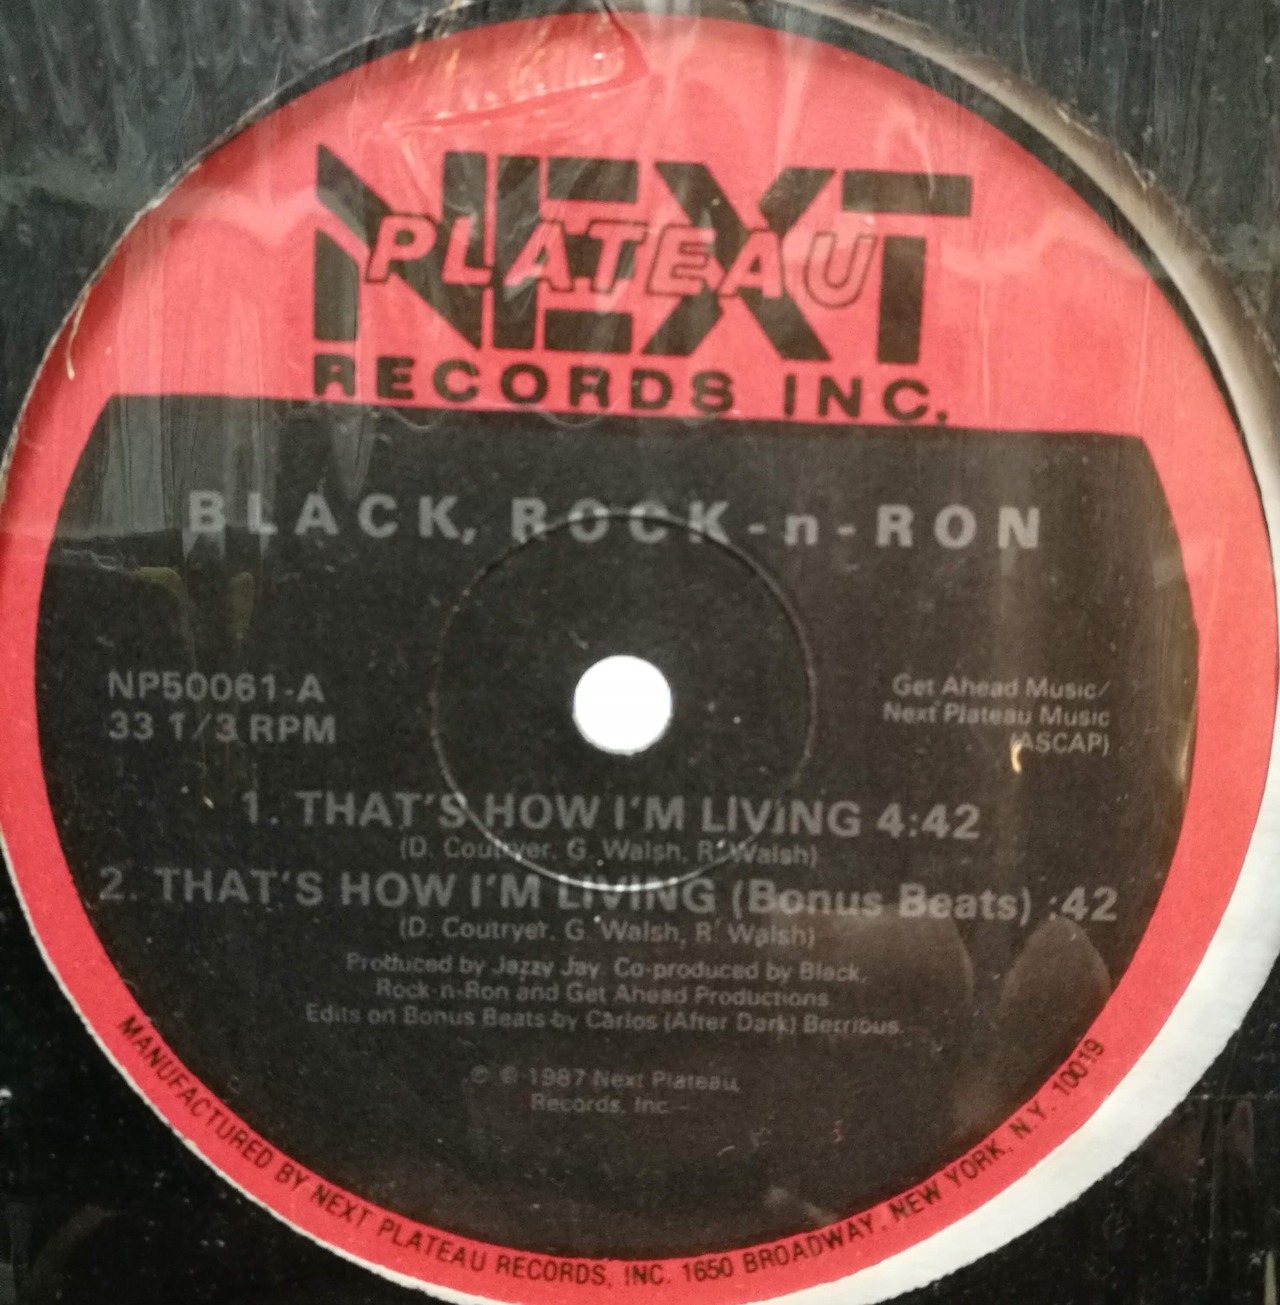 NEXT
PLATEAU
RECORDS INC.
BLACK, ROCK-n-RON
NP50061-A
33 1/3 RPM
Get Ahead Music/
Next Plateau Music
(ASCAP)
1. THAT'S HOW I'M LIVING 4:42
(D. Coutryer, G. Walsh, R. Walsh)
2. THAT'S HOW I'M LIVING (Bonus Beats) :42
(D. Coutryer, G. Walsh, R. Walsh)
Produced by Jazzy Jay. Co-produced by Black,
Rock-n-Ron and Get Ahead Productions
Edits on Bonus Beats by Carlos (After Dark) Berrious.
℗ © 1987 Next Plateau
Records, Inc.
MANUFACTURED BY NEXT PLATEAU RECORDS, INC. 1650 BROADWAY, NEW YORK, N.Y. 10019